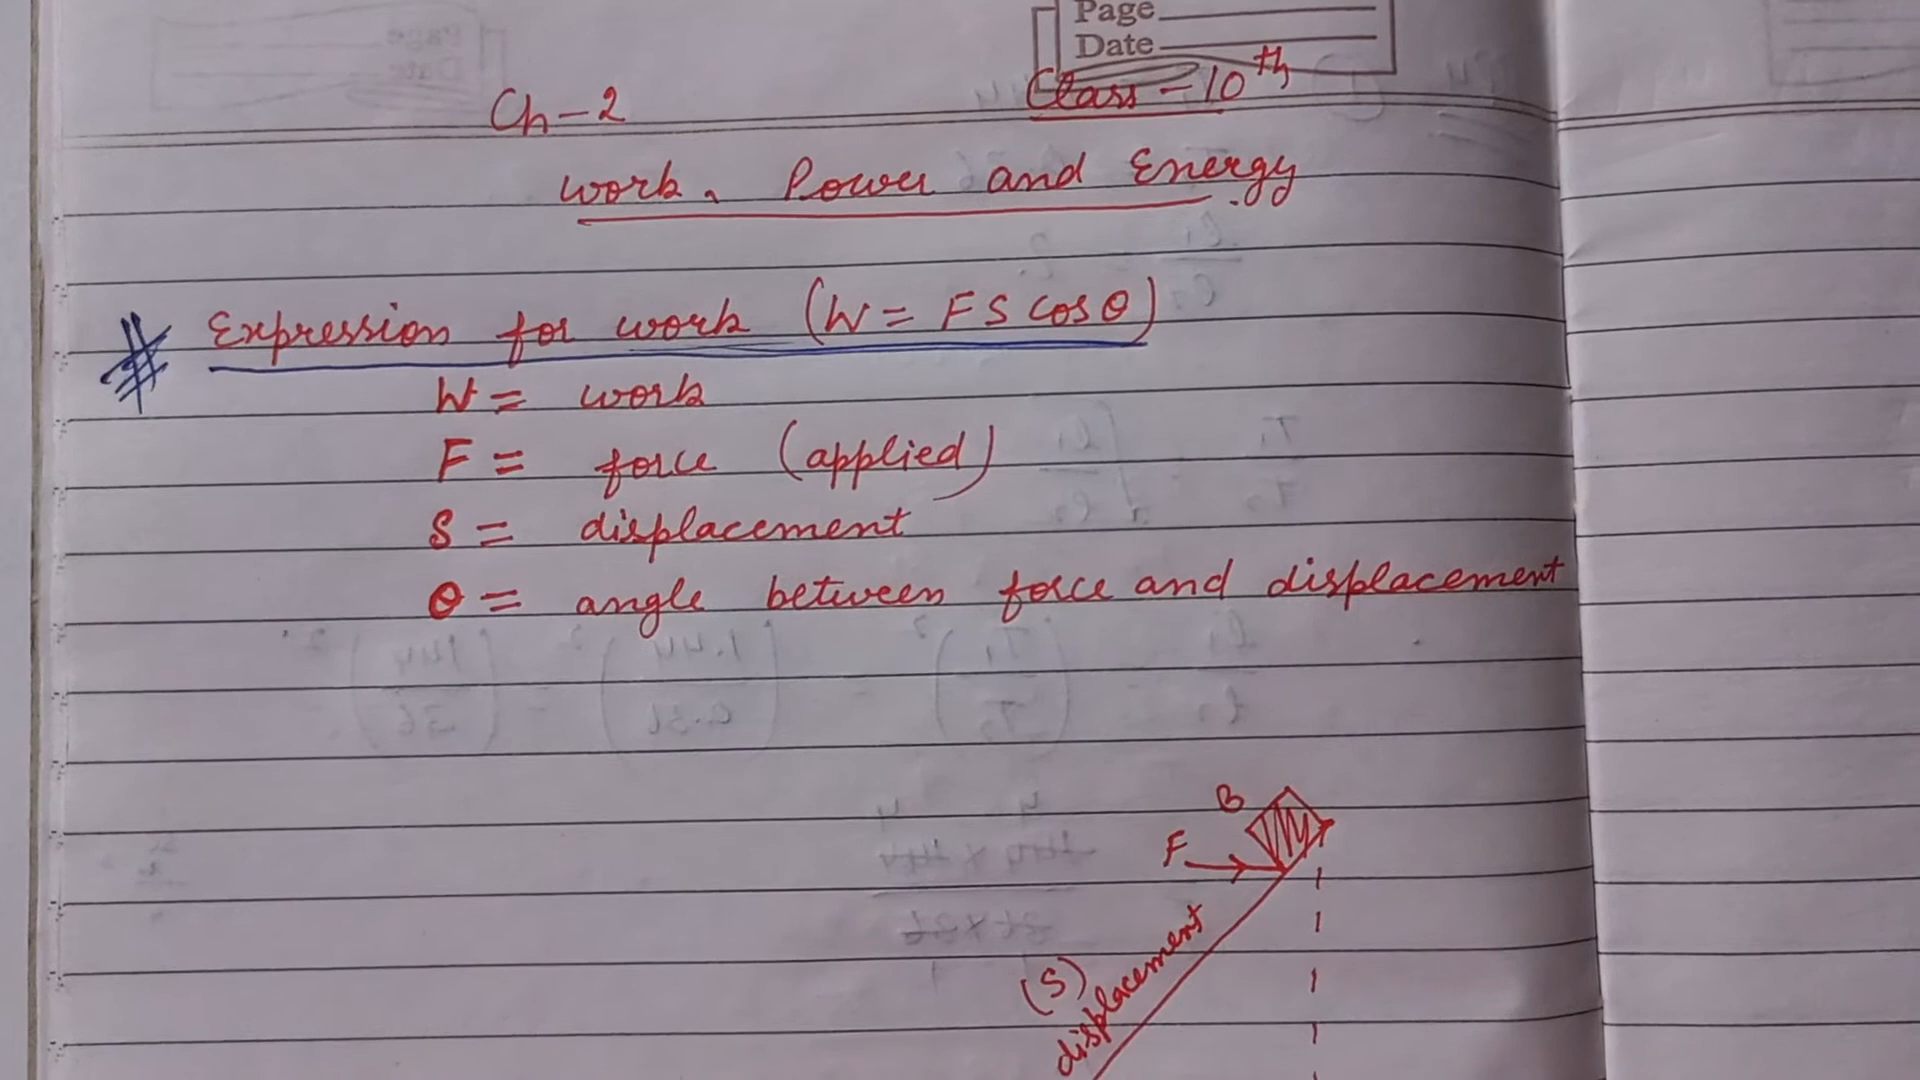 Page
Date
Ch-2
Class - 10th
Work, Power and Energy
# Expression for work (W = FS cosθ)
W = work
F = force (applied)
S = displacement
θ = angle between force and displacement
B
F
(S)
displacement